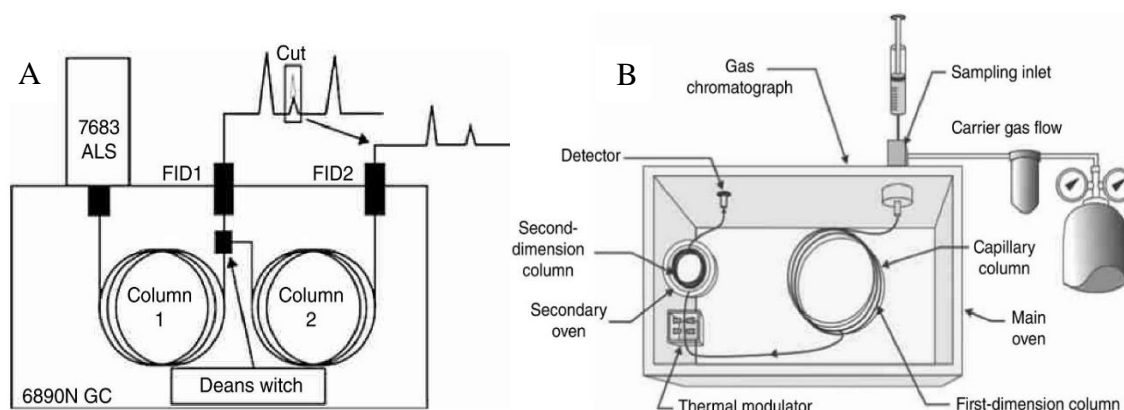 A
Cut
7683
ALS
FID1
FID2
Column
1
Column
2
Deans witch
6890N GC
B
Gas
chromatograph
Sampling inlet
Carrier gas flow
Detector
Second-
dimension
column
Secondary
oven
Capillary
column
Main
oven
Thermal modulator
First-dimension column